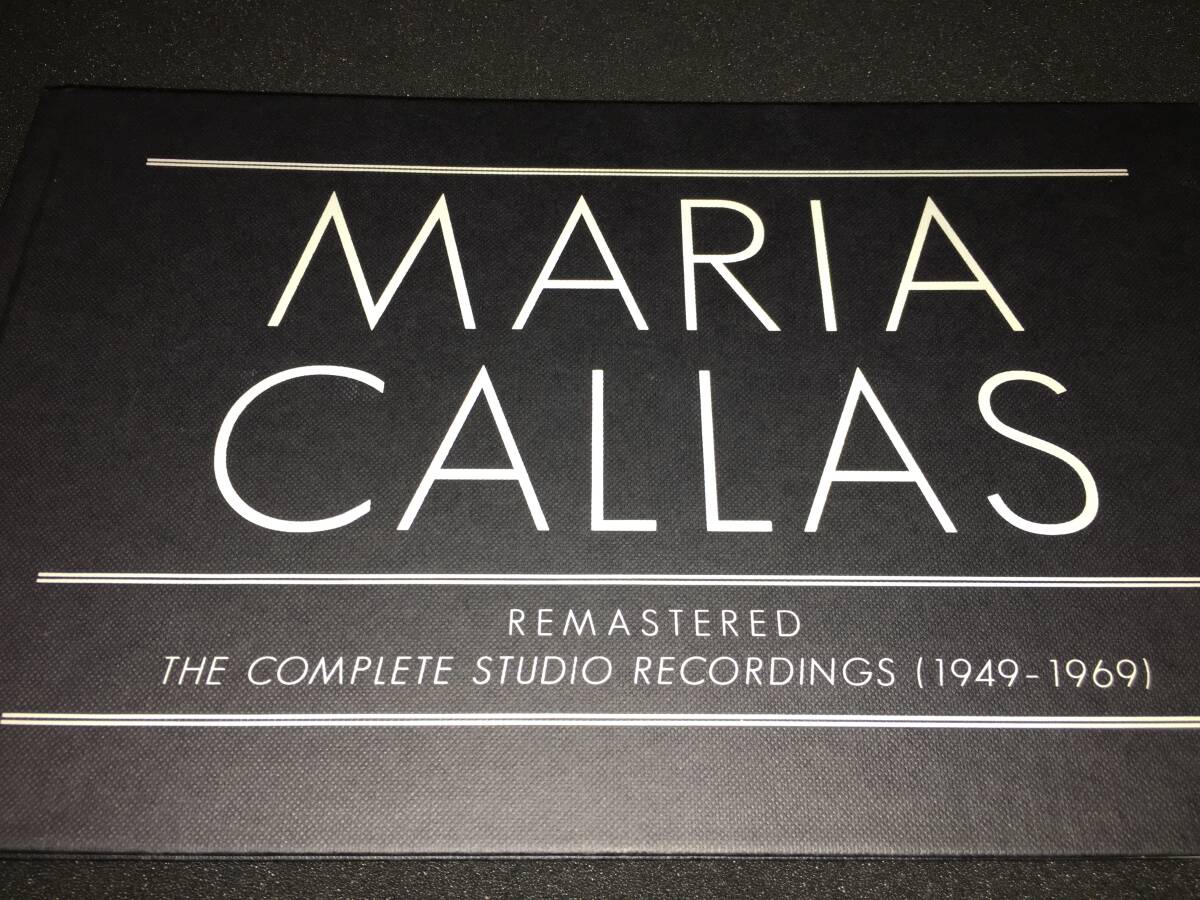 MARIA
CALLAS
REMASTERED
THE COMPLETE STUDIO RECORDINGS (1949-1969)